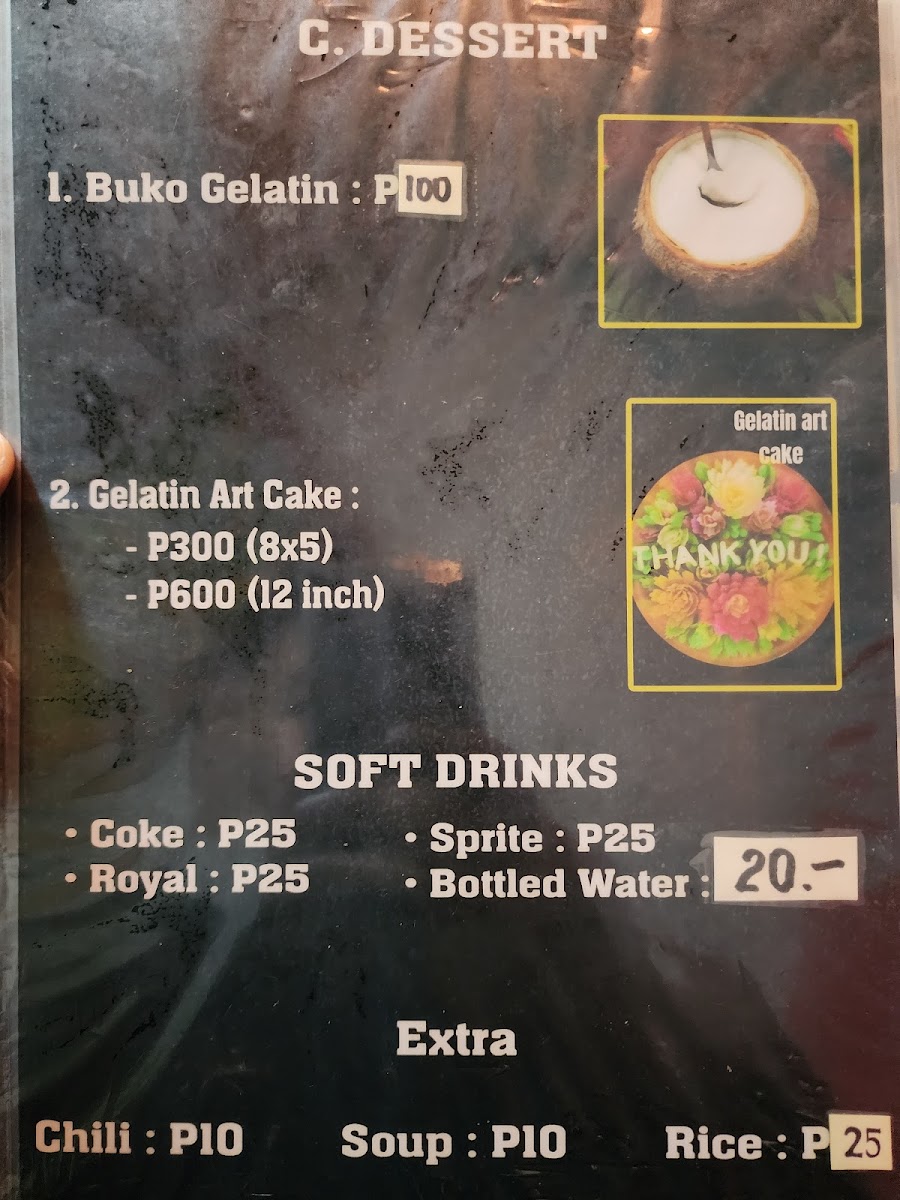 C. DESSERT
1. Buko Gelatin : P100
Gelatin art
cake
THANK YOU!
2. Gelatin Art Cake :
- P300 (8x5)
- P600 (12 inch)
SOFT DRINKS
• Coke : P25
• Royal : P25
• Sprite : P25
• Bottled Water : 20.-
Extra
Chili : P10 Soup : P10 Rice : P25